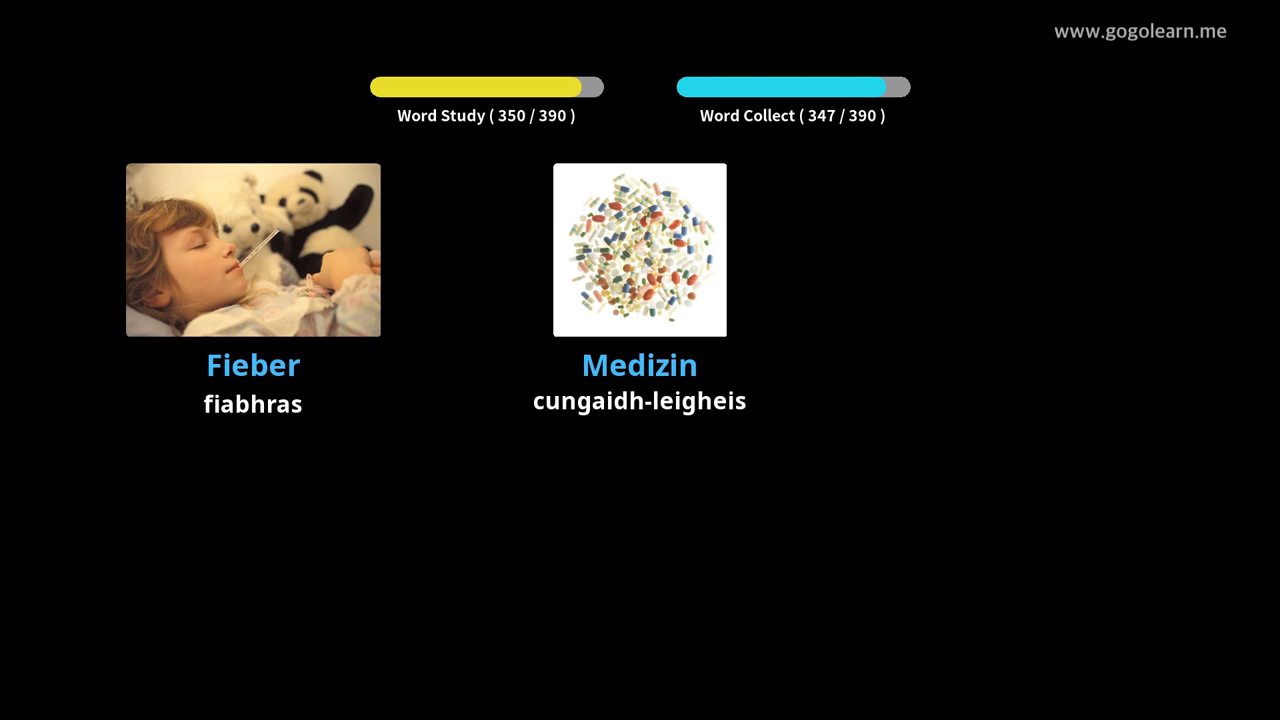 www.gogolearn.me
Word Study ( 350 / 390 )
Word Collect ( 347 / 390 )
Fieber
fiabhras
Medizin
cungaidh-leigheis